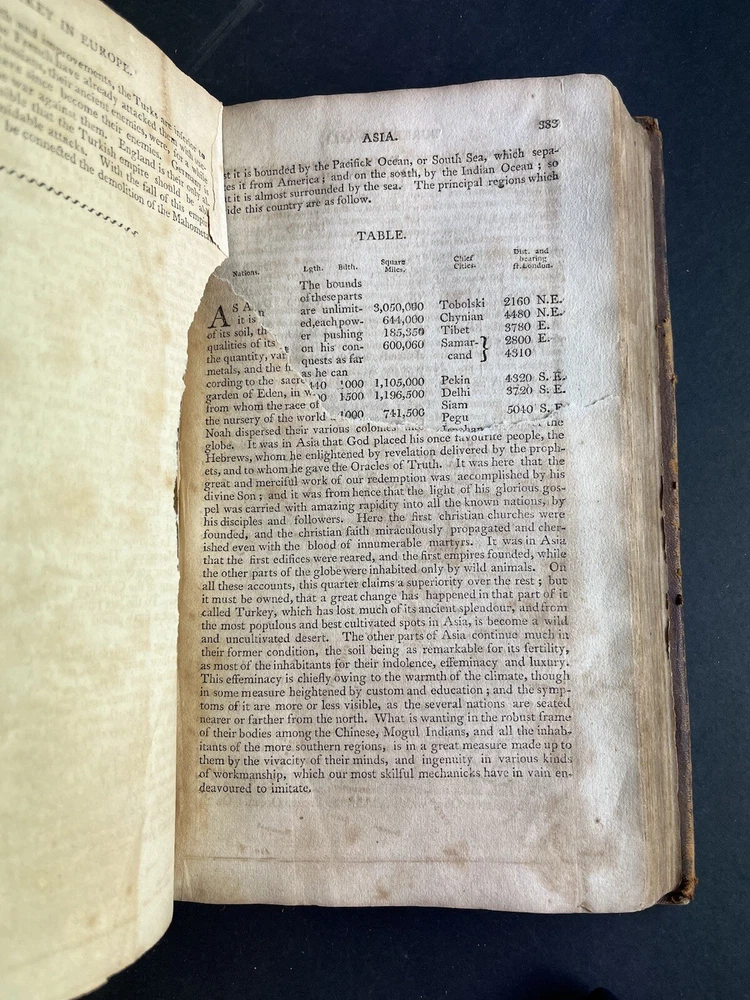 KEY IN EUROPE.
and improvements, the Turks are inferior to
French have already attacked them with
their ancient enemies, were, for a while
since become their enemies. Germany is
war against them. England is their only al-
that the Turkish empire should be
attacks. With the fall of this empire
be connected the demolition of the Mahometan
ASIA. 383
it is bounded by the Pacifick Ocean, or South Sea, which sepa-
it from America; and on the south, by the Indian Ocean; so
it is almost surrounded by the sea. The principal regions which
this country are as follow.
TABLE.
Nations. Lgth. Bdth. Square Miles. Chief Cities. Dist. and bearing fr. London.
The bounds
of these parts
are unlimit- 3,050,000 Tobolski 2160 N.E.
ed, each pow- 644,000 Chynian 4480 N.E.
er pushing 185,350 Tibet 3780 E.
on his con- 600,060 Samar- 2800 E.
quests as far cand } 4310
as he can
440 1000 1,105,000 Pekin 4320 S. E.
1500 1,196,500 Delhi 3720 S. E.
1000 741,500 Siam 5040 S. E
Pegu
AS A
it is
of its soil, th
qualities of its
the quantity, var
metals, and the
cording to the sacre
garden of Eden, in w
from whom the race of
the nursery of the world
Noah dispersed their various colonies the
globe. It was in Asia that God placed his once favourite people, the
Hebrews, whom he enlightened by revelation delivered by the proph-
ets, and to whom he gave the Oracles of Truth. It was here that the
great and merciful work of our redemption was accomplished by his
divine Son; and it was from hence that the light of his glorious gos-
pel was carried with amazing rapidity into all the known nations, by
his disciples and followers. Here the first christian churches were
founded, and the christian faith miraculously propagated and cher-
ished even with the blood of innumerable martyrs. It was in Asia
that the first edifices were reared, and the first empires founded, while
the other parts of the globe were inhabited only by wild animals. On
all these accounts, this quarter claims a superiority over the rest; but
it must be owned, that a great change has happened in that part of it
called Turkey, which has lost much of its ancient splendour, and from
the most populous and best cultivated spots in Asia, is become a wild
and uncultivated desert. The other parts of Asia continue much in
their former condition, the soil being as remarkable for its fertility,
as most of the inhabitants for their indolence, effeminacy and luxury.
This effeminacy is chiefly owing to the warmth of the climate, though
in some measure heightened by custom and education; and the symp-
toms of it are more or less visible, as the several nations are seated
nearer or farther from the north. What is wanting in the robust frame
of their bodies among the Chinese, Mogul Indians, and all the inhab-
itants of the more southern regions, is in a great measure made up to
them by the vivacity of their minds, and ingenuity in various kinds
of workmanship, which our most skilful mechanicks have in vain en-
deavoured to imitate.